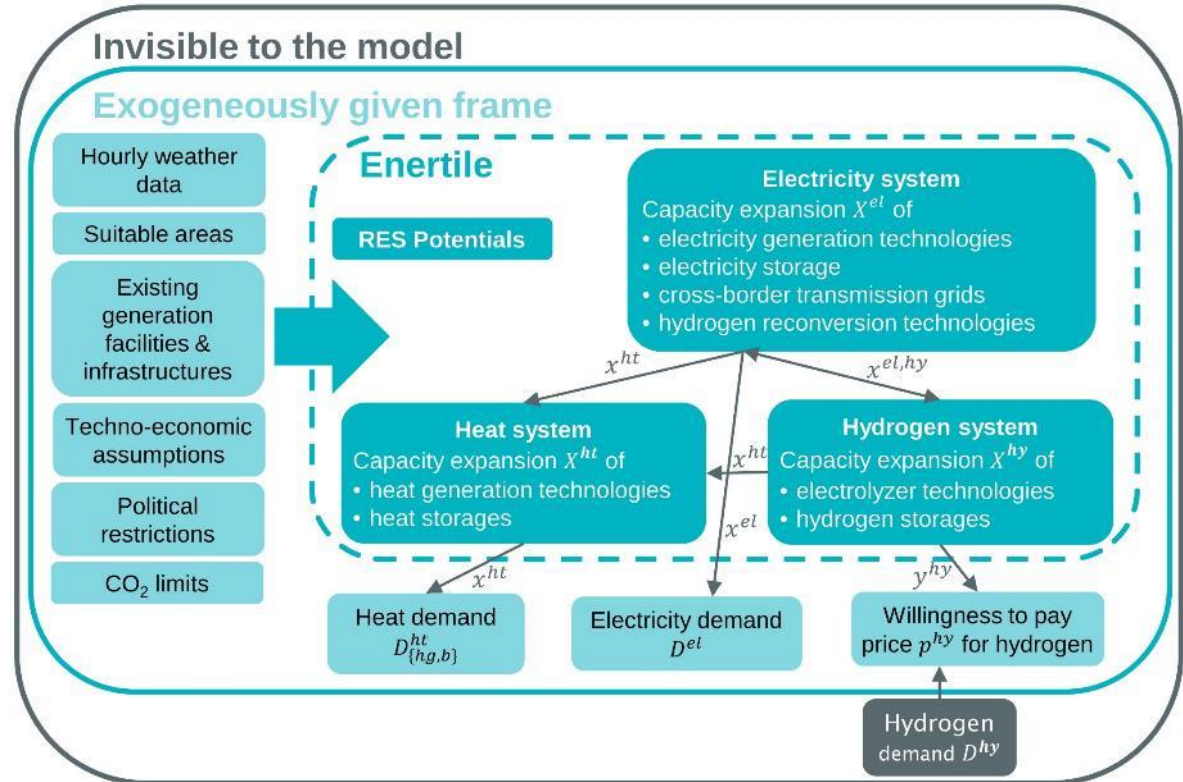 Invisible to the model
Exogeneously given frame
Hourly weather
data
Suitable areas
Existing
generation
facilities &
infrastructures
Techno-economic
assumptions
Political
restrictions
CO₂ limits
Enertile
RES Potentials
Electricity system
Capacity expansion X^{el} of
• electricity generation technologies
• electricity storage
• cross-border transmission grids
• hydrogen reconversion technologies
x^{ht}
x^{el,hy}
Heat system
Capacity expansion X^{ht} of
• heat generation technologies
• heat storages
x^{ht}
Hydrogen system
Capacity expansion X^{hy} of
• electrolyzer technologies
• hydrogen storages
x^{el}
x^{ht}
y^{hy}
Heat demand
D^{ht}_{{hg,b}}
Electricity demand
D^{el}
Willingness to pay
price p^{hy} for hydrogen
Hydrogen
demand D^{hy}